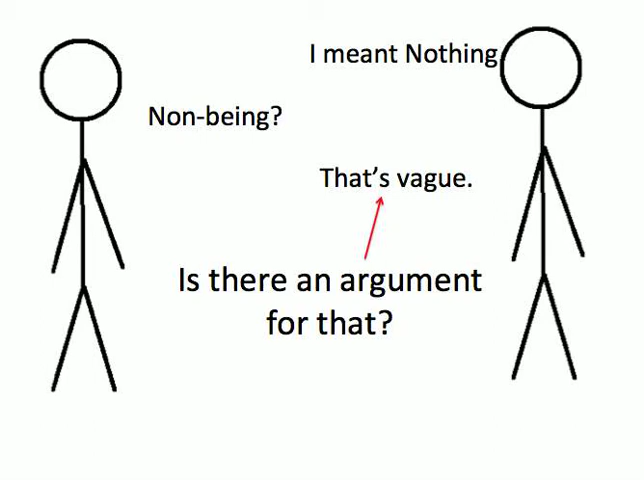 I meant Nothing
Non-being?
That's vague.
Is there an argument
for that?